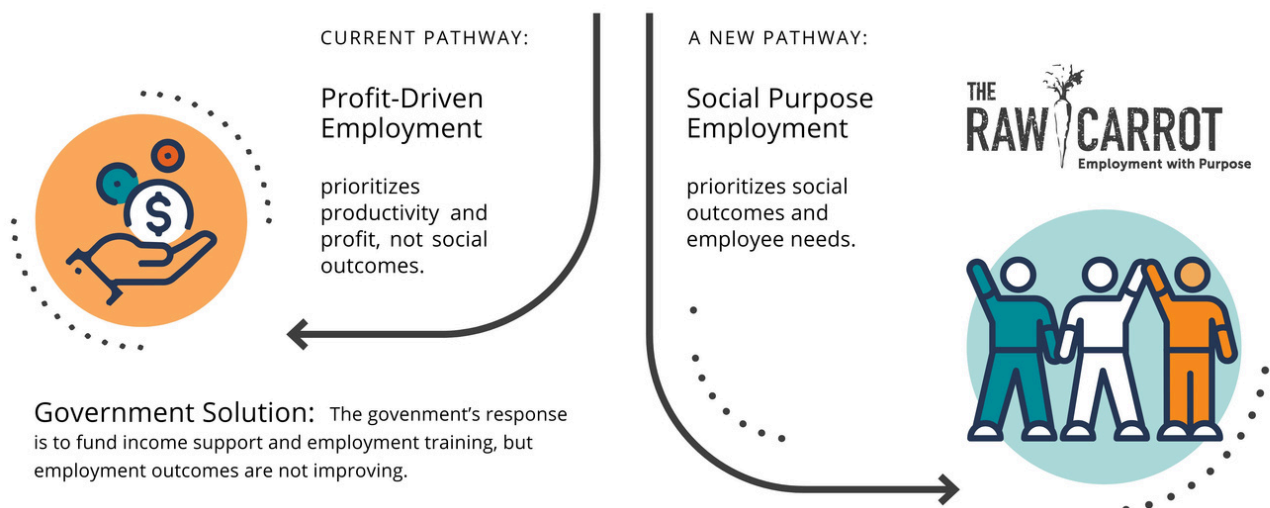 CURRENT PATHWAY:
Profit-Driven
Employment
prioritizes
productivity and
profit, not social
outcomes.
$
Government Solution: The govenment’s response
is to fund income support and employment training, but
employment outcomes are not improving.
A NEW PATHWAY:
Social Purpose
Employment
prioritizes social
outcomes and
employee needs.
THE
RAW CARROT
Employment with Purpose